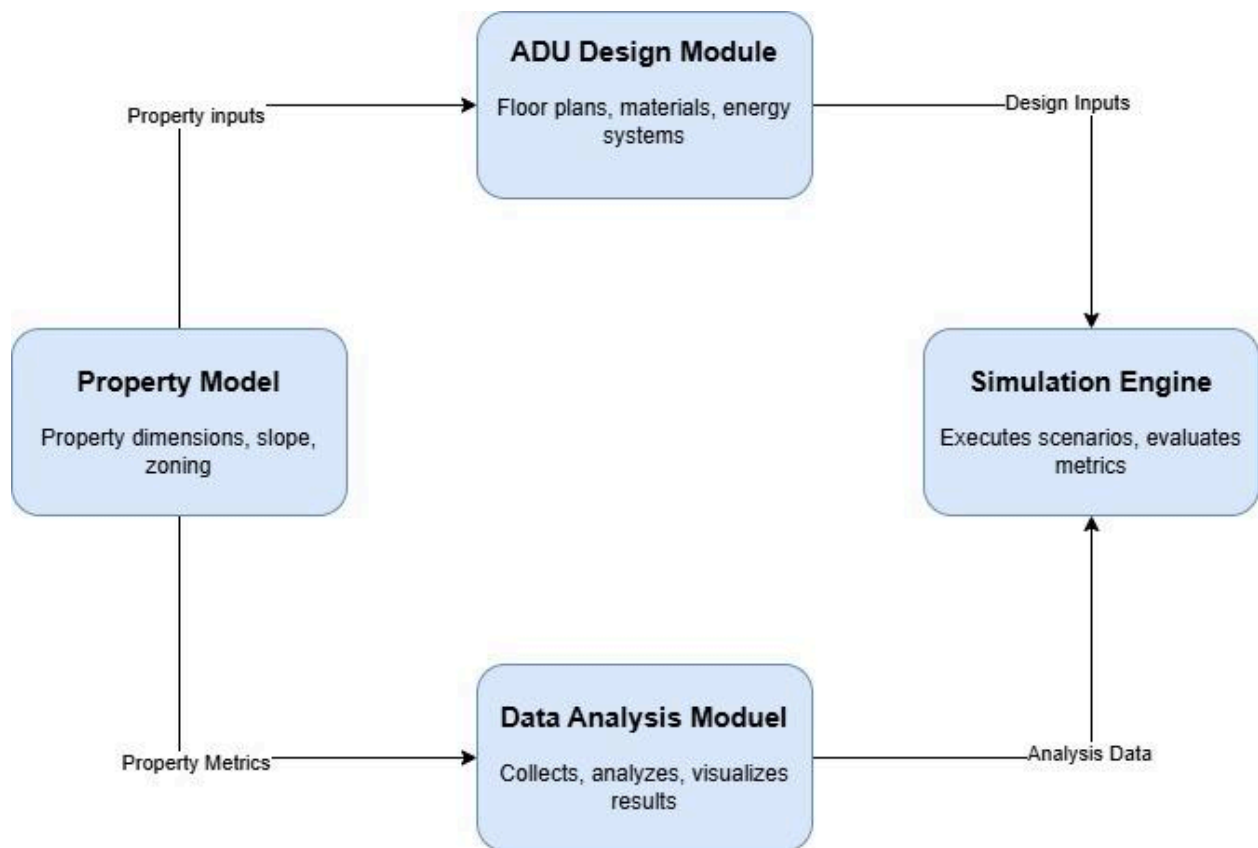 ADU Design Module
Floor plans, materials, energy
systems
Property inputs
Design Inputs
Property Model
Property dimensions, slope,
zoning
Simulation Engine
Executes scenarios, evaluates
metrics
Data Analysis Moduel
Collects, analyzes, visualizes
results
Property Metrics
Analysis Data